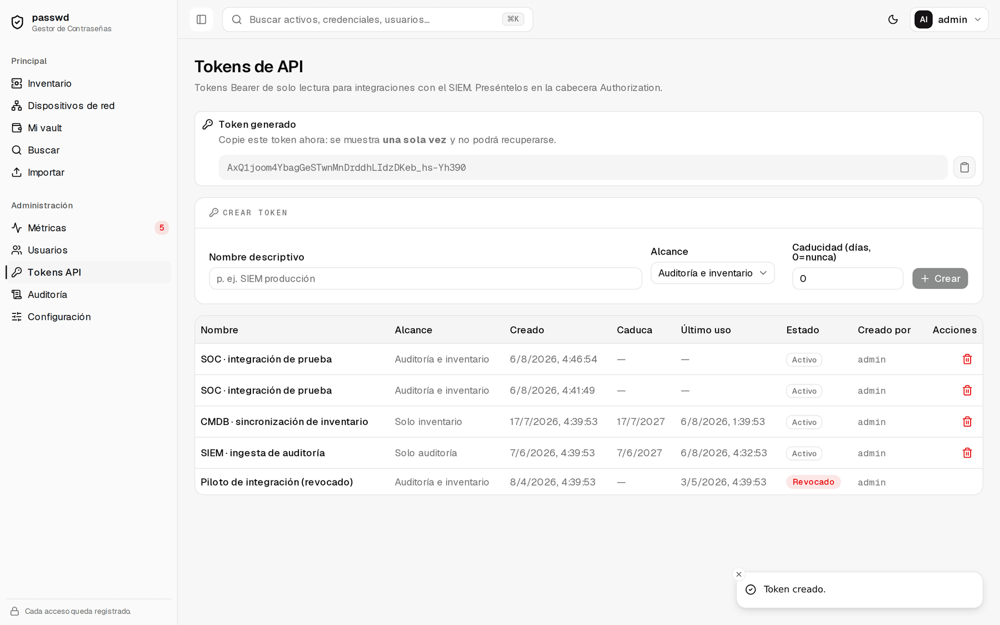 passwd
Gestor de Contraseñas
Principal
Inventario
Dispositivos de red
Mi vault
Buscar
Importar
Administración
Métricas 5
Usuarios
Tokens API
Auditoría
Configuración
Cada acceso queda registrado.
Buscar activos, credenciales, usuarios... ⌘K
AI admin
Tokens de API
Tokens Bearer de solo lectura para integraciones con el SIEM. Preséntelos en la cabecera Authorization.
Token generado
Copie este token ahora: se muestra una sola vez y no podrá recuperarse.
AxQ1joom4YbagGeSTwnMnDrddhLIdzDKeb_hs-Yh390
CREAR TOKEN
Nombre descriptivo
p. ej. SIEM producción
Alcance
Auditoría e inventario
Caducidad (días,
0=nunca)
0
Crear
Nombre Alcance Creado Caduca Último uso Estado Creado por Acciones
SOC · integración de prueba Auditoría e inventario 6/8/2026, 4:46:54 — — Activo admin
SOC · integración de prueba Auditoría e inventario 6/8/2026, 4:41:49 — — Activo admin
CMDB · sincronización de inventario Solo inventario 17/7/2026, 4:39:53 17/7/2027 6/8/2026, 1:39:53 Activo admin
SIEM · ingesta de auditoría Solo auditoría 7/6/2026, 4:39:53 7/6/2027 6/8/2026, 4:32:53 Activo admin
Piloto de integración (revocado) Auditoría e inventario 8/4/2026, 4:39:53 — 3/5/2026, 4:39:53 Revocado admin
Token creado.